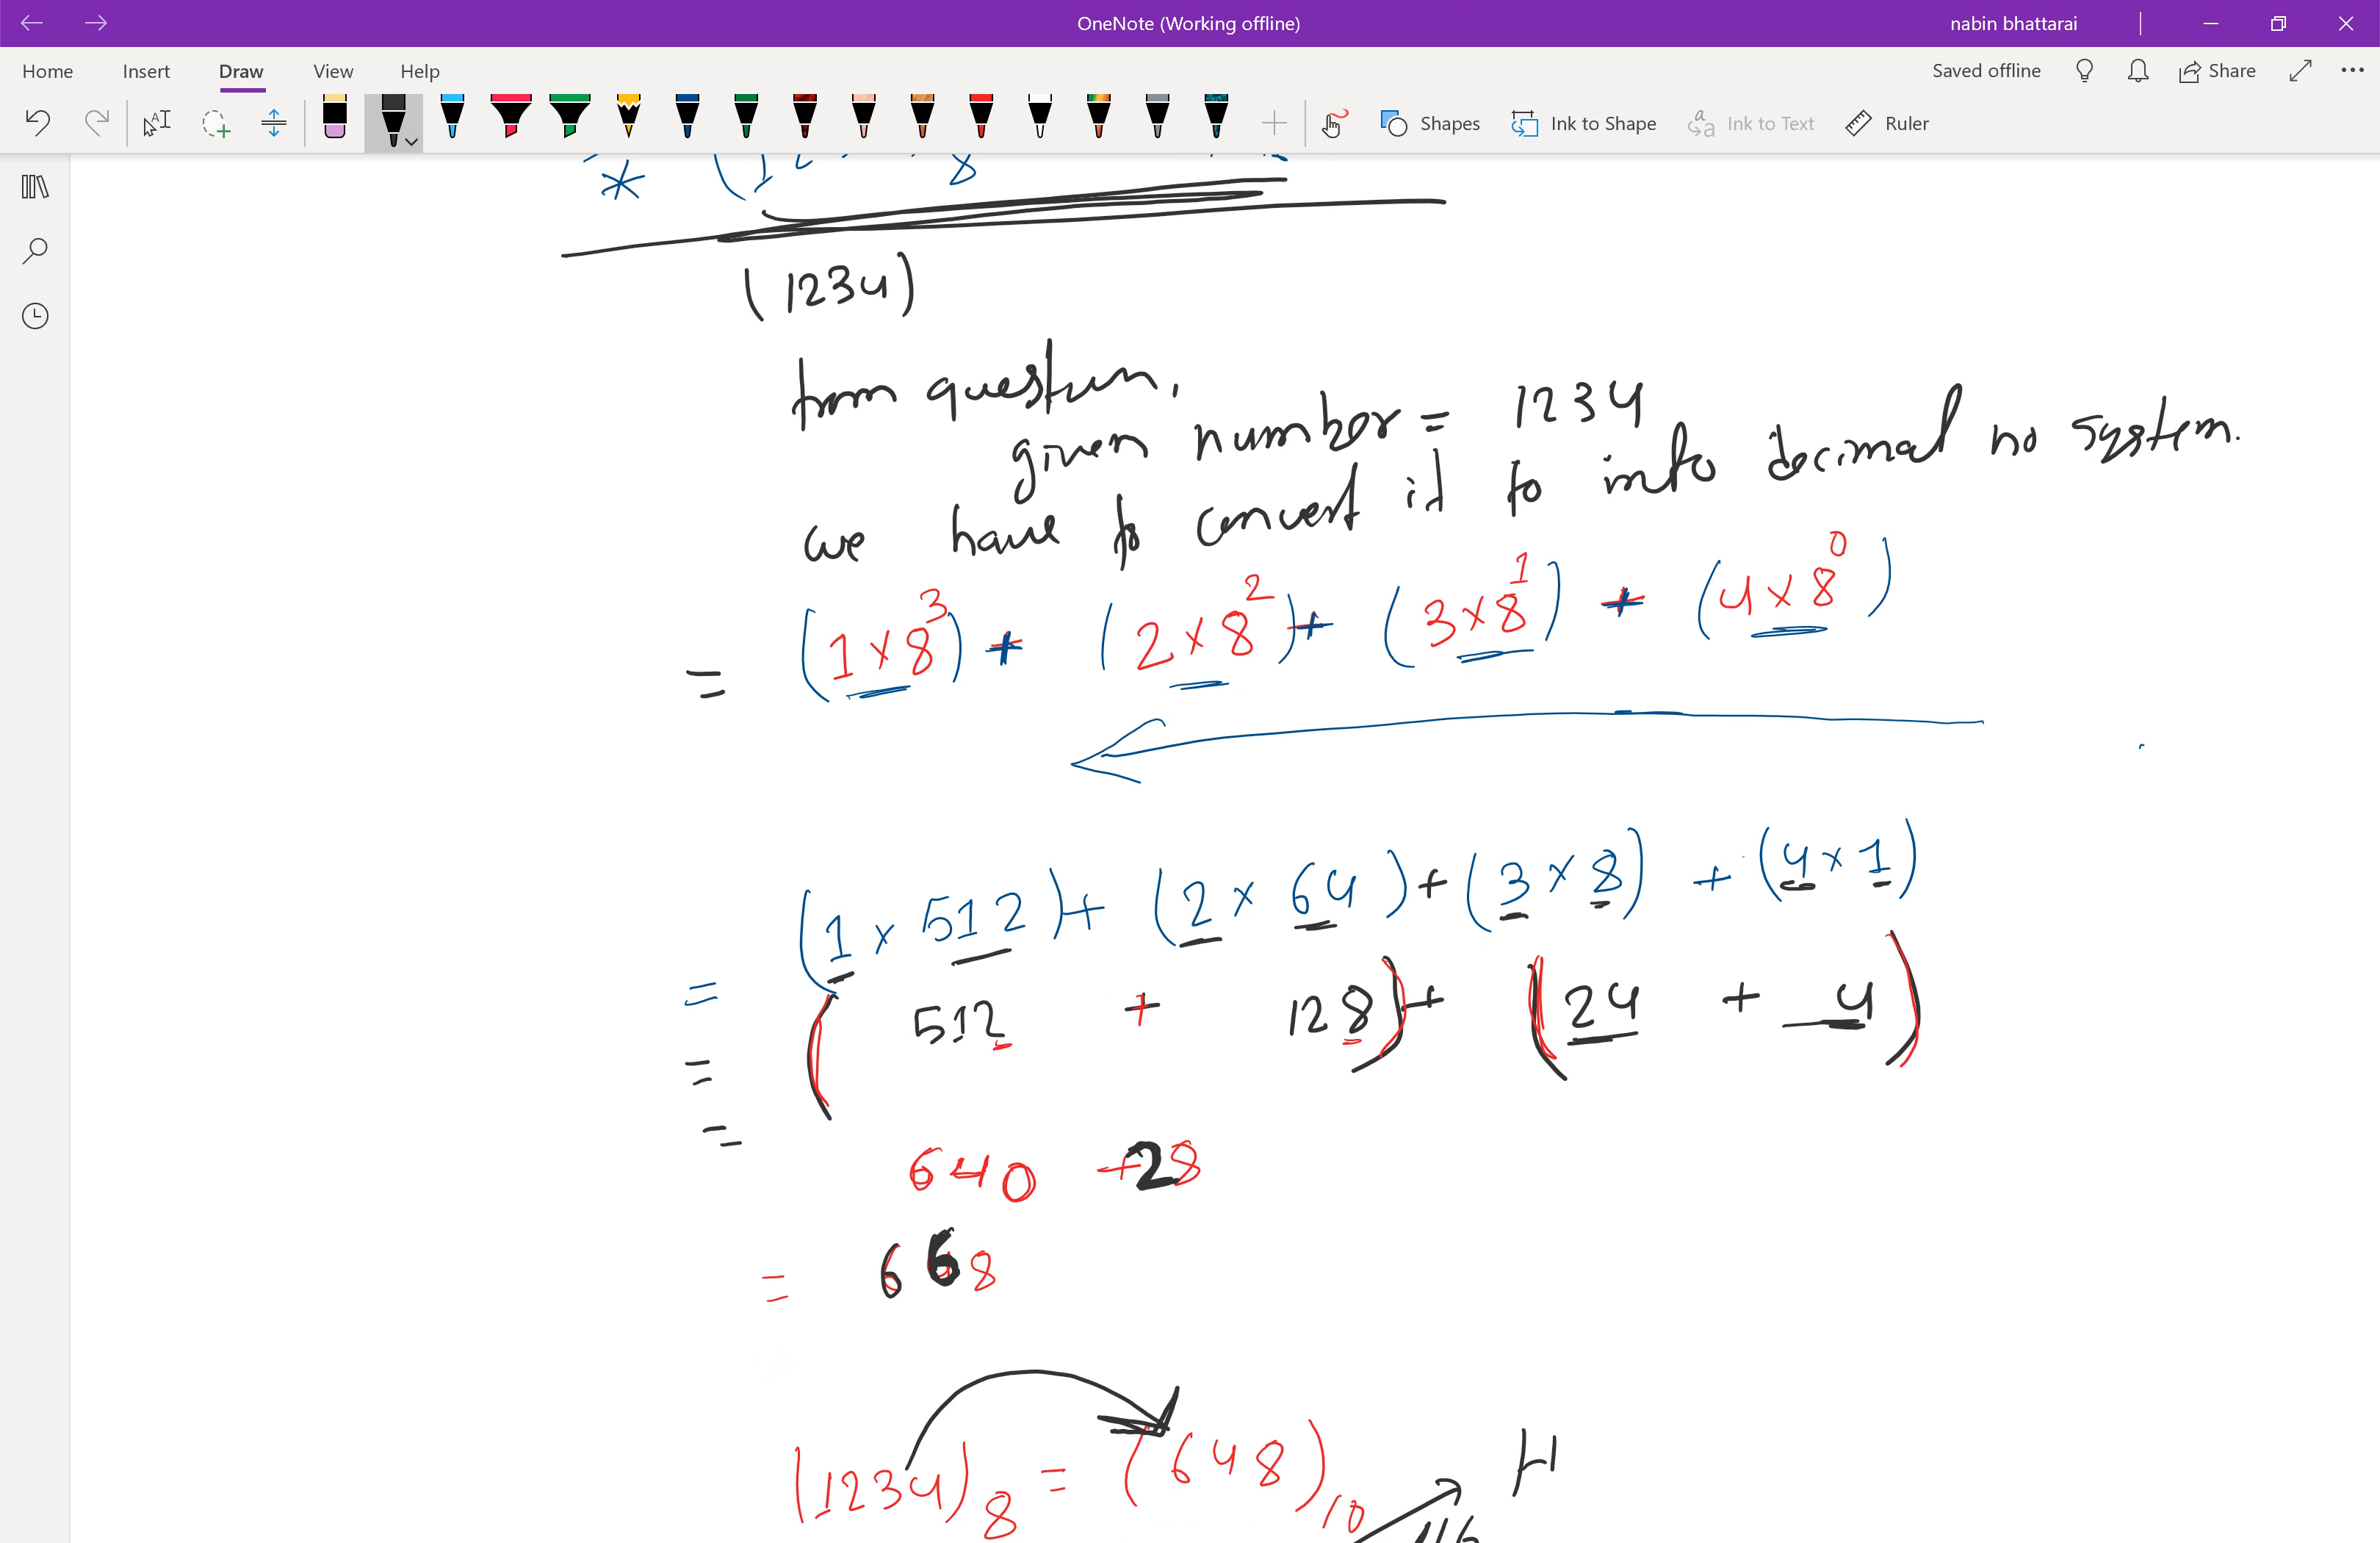 OneNote (Working offline)
nabin bhattarai
Home Insert Draw View Help
Saved offline Share
Shapes Ink to Shape Ink to Text Ruler
* (1 8
(1234)
from question,
given number = 1234
we have to convert it to into decimal no system.
= (1×8³) + (2×8²) + (3×8¹) + (4×8⁰)
= (1 × 512) + (2 × 64) + (3 × 8) + (4 × 1)
= (512 + 128) + (24 + 4)
= 640 + 28
= 668
(1234)₈ = (648)₁₀ H